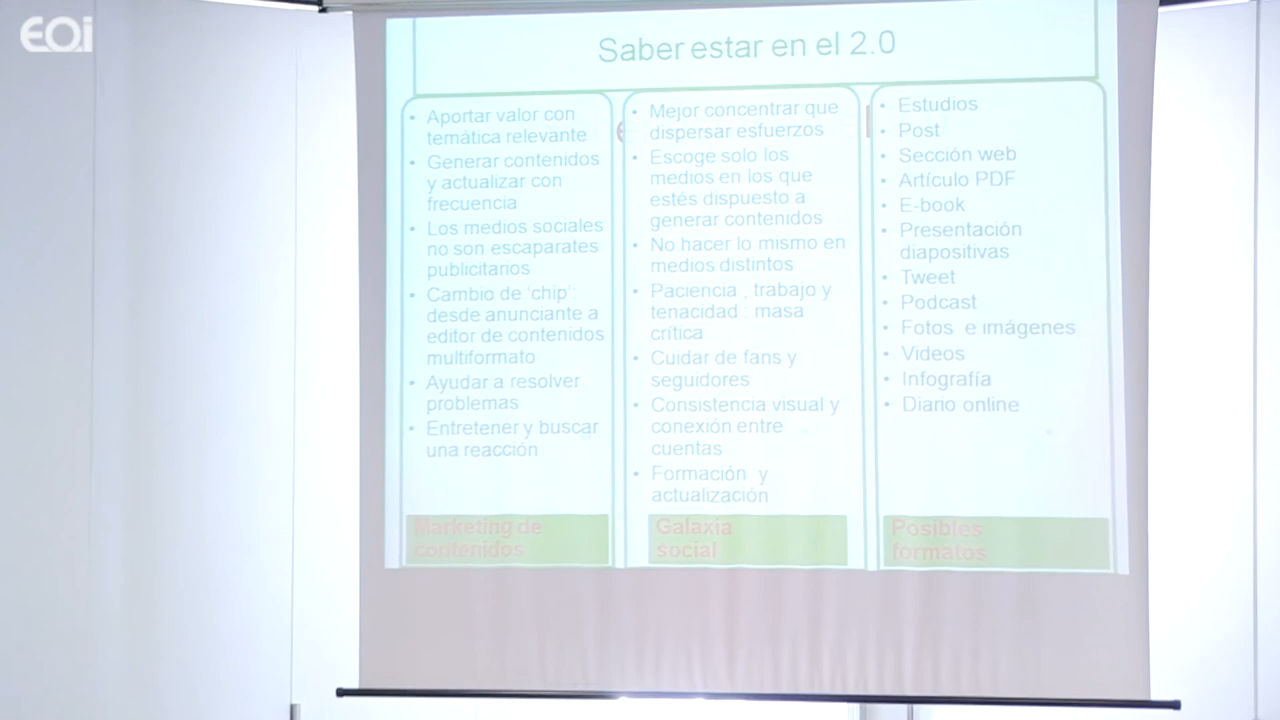 EOi
Saber estar en el 2.0
• Aportar valor con
temática relevante
• Generar contenidos
y actualizar con
frecuencia
• Los medios sociales
no son escaparates
publicitarios
• Cambio de ‘chip’:
desde anunciante a
editor de contenidos
multiformato
• Ayudar a resolver
problemas
• Entretener y buscar
una reacción
Marketing de
contenidos
• Mejor concentrar que
dispersar esfuerzos
• Escoge solo los
medios en los que
estés dispuesto a
generar contenidos
• No hacer lo mismo en
medios distintos
• Paciencia , trabajo y
tenacidad : masa
crítica
• Cuidar de fans y
seguidores
• Consistencia visual y
conexión entre
cuentas
• Formación y
actualización
Galaxia
social
• Estudios
• Post
• Sección web
• Artículo PDF
• E-book
• Presentación
diapositivas
• Tweet
• Podcast
• Fotos e imágenes
• Videos
• Infografía
• Diario online
Posibles
formatos